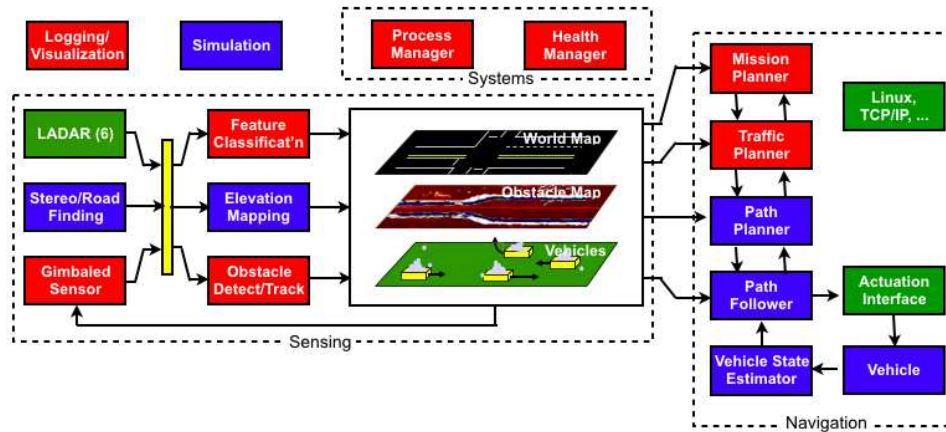 Logging/
Visualization
Simulation
Process
Manager
Health
Manager
Systems
LADAR (6)
Feature
Classificat'n
Stereo/Road
Finding
Elevation
Mapping
Gimbaled
Sensor
Obstacle
Detect/Track
World Map
Obstacle Map
Vehicles
Sensing
Mission
Planner
Linux,
TCP/IP, ...
Traffic
Planner
Path
Planner
Path
Follower
Actuation
Interface
Vehicle State
Estimator
Vehicle
Navigation